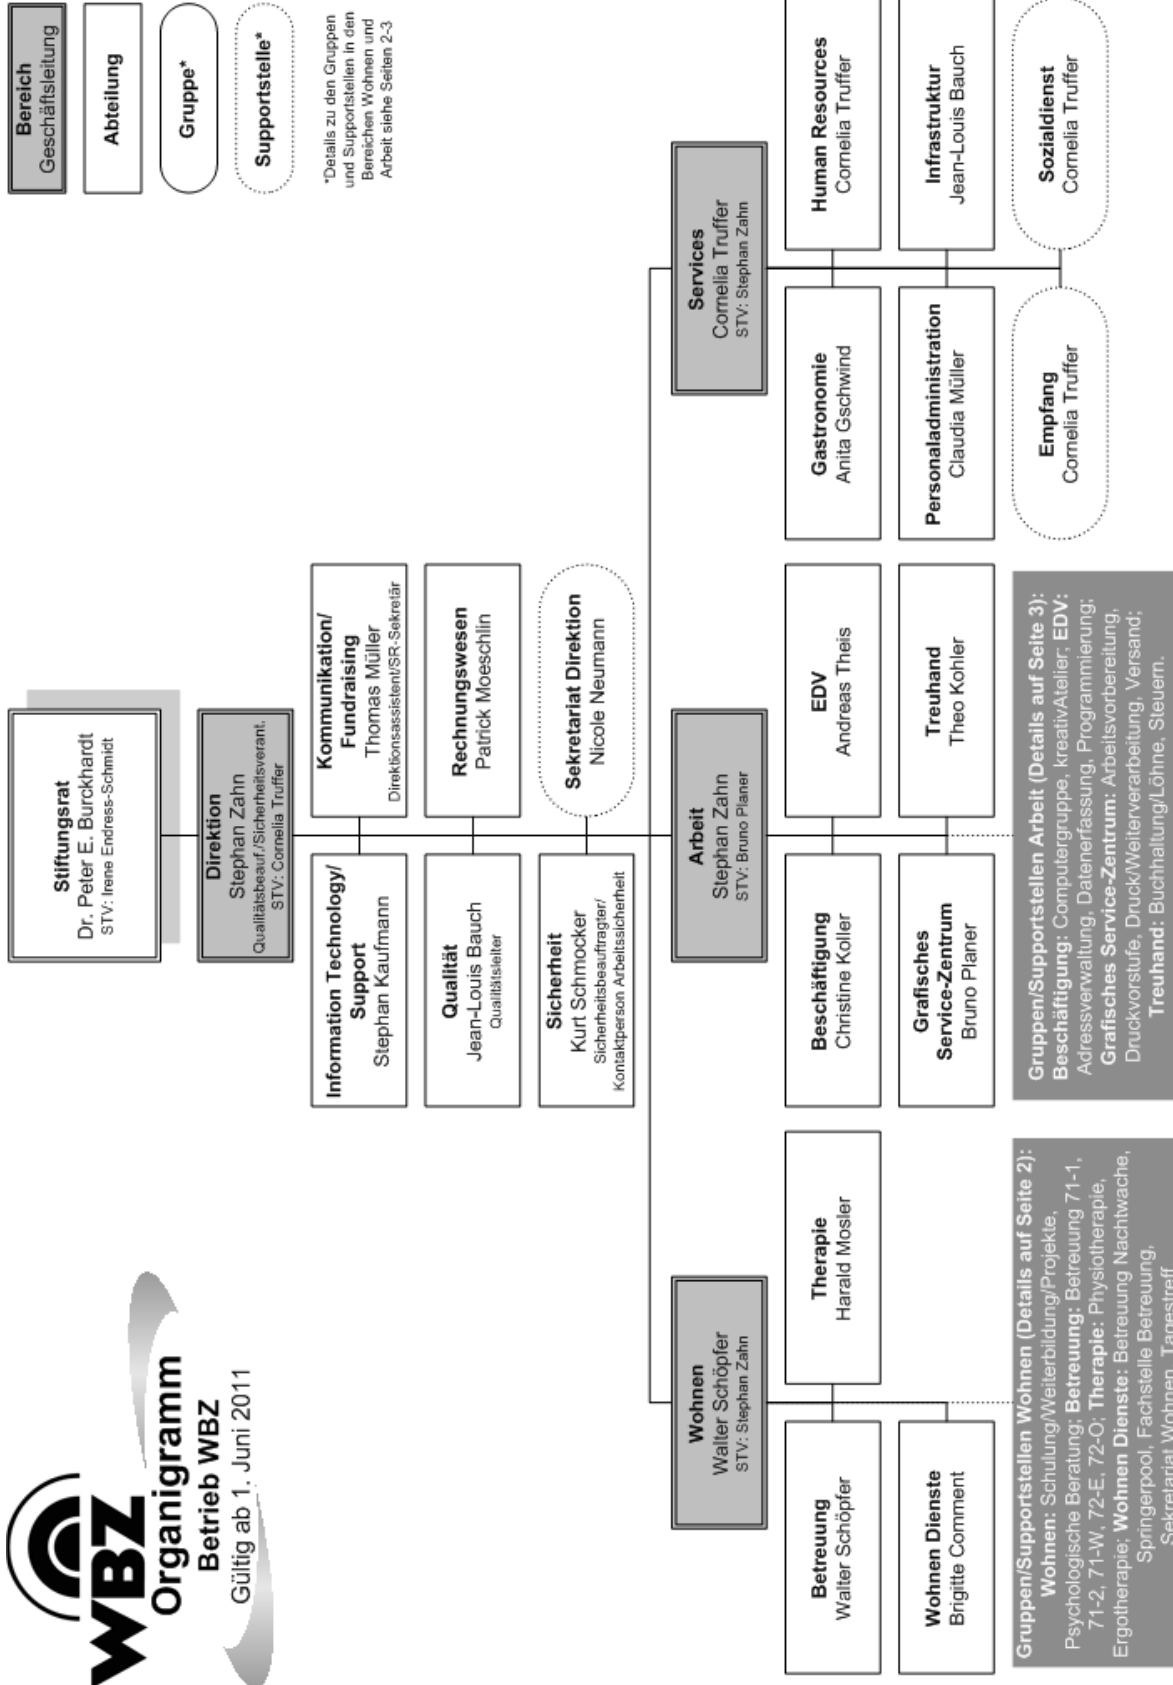 WBZ
Organigramm
Betrieb WBZ
Gültig ab 1. Juni 2011
Stiftungsrat
Dr. Peter E. Burckhardt
STV: Irene Endress-Schmidt
Bereich
Geschäftsleitung
Abteilung
Gruppe*
Supportstelle*
*Details zu den Gruppen
und Supportstellen in den
Bereichen Wohnen und
Arbeit siehe Seiten 2-3
Direktion
Stephan Zahn
Qualitätsbeauf./Sicherheitsverant.
STV: Cornelia Truffer
Information Technology/
Support
Stephan Kaufmann
Kommunikation/
Fundraising
Thomas Müller
Direktionsassistent/SR-Sekretär
Qualität
Jean-Louis Bauch
Qualitätsleiter
Rechnungswesen
Patrick Moeschlin
Sicherheit
Kurt Schmocker
Sicherheitsbeauftragter/
Kontaktperson Arbeitssicherheit
Sekretariat Direktion
Nicole Neumann
Wohnen
Walter Schöpfer
STV: Stephan Zahn
Arbeit
Stephan Zahn
STV: Bruno Planer
Services
Cornelia Truffer
STV: Stephan Zahn
Betreuung
Walter Schöpfer
Therapie
Harald Mosler
Beschäftigung
Christine Koller
EDV
Andreas Theis
Gastronomie
Anita Gschwind
Human Resources
Cornelia Truffer
Wohnen Dienste
Brigitte Comment
Grafisches
Service-Zentrum
Bruno Planer
Treuhand
Theo Kohler
Personaladministration
Claudia Müller
Infrastruktur
Jean-Louis Bauch
Empfang
Cornelia Truffer
Sozialdienst
Cornelia Truffer
Gruppen/Supportstellen Wohnen (Details auf Seite 2):
Wohnen: Schulung/Weiterbildung/Projekte,
Psychologische Beratung; Betreuung: Betreuung 71-1,
71-2, 71-W, 72-E, 72-O; Therapie: Physiotherapie,
Ergotherapie; Wohnen Dienste: Betreuung Nachtwache,
Springerpool, Fachstelle Betreuung,
Sekretariat Wohnen, Tagestreff
Gruppen/Supportstellen Arbeit (Details auf Seite 3):
Beschäftigung: Computergruppe, kreativAtelier; EDV:
Adressverwaltung, Datenerfassung, Programmierung;
Grafisches Service-Zentrum: Arbeitsvorbereitung,
Druckvorstufe, Druck/Weiterverarbeitung, Versand;
Treuhand: Buchhaltung/Löhne, Steuern.